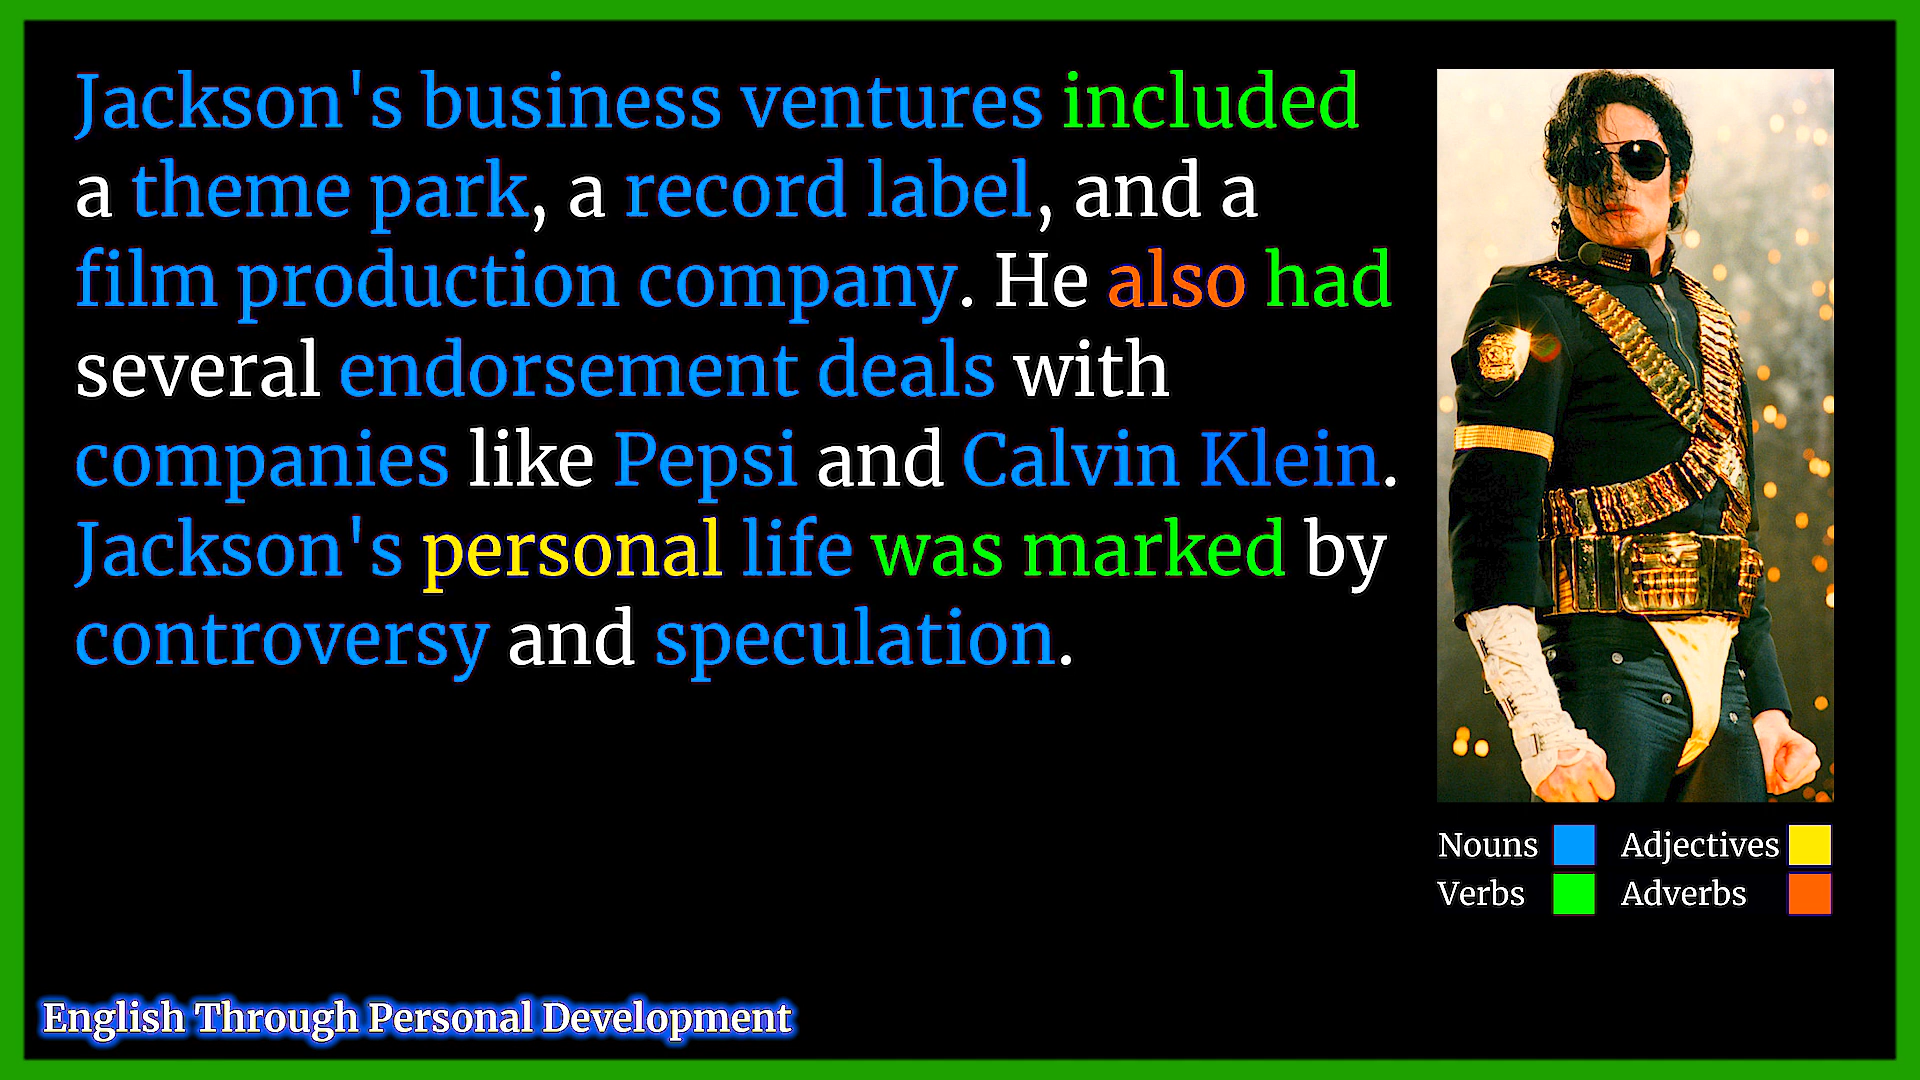 Jackson's business ventures included
a theme park, a record label, and a
film production company. He also had
several endorsement deals with
companies like Pepsi and Calvin Klein.
Jackson's personal life was marked by
controversy and speculation.
Nouns Adjectives
Verbs Adverbs
English Through Personal Development